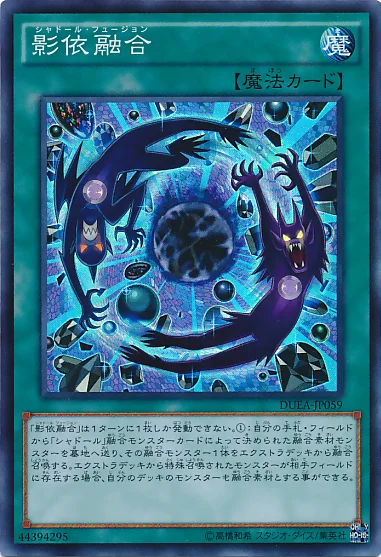 シャドール・フュージョン
影依融合
魔
【魔法カード】
DUEA-JP059
「影依融合」は1ターンに1枚しか発動できない。①：自分の手札・フィールド
から「シャドール」融合モンスターカードによって決められた融合素材モン
スターを墓地へ送り、その融合モンスター1体をエクストラデッキから融合
召喚する。エクストラデッキから特殊召喚されたモンスターが相手フィールド
に存在する場合、自分のデッキのモンスターも融合素材とする事ができる。
44394295
©高橋和希 スタジオ・ダイス/集英社